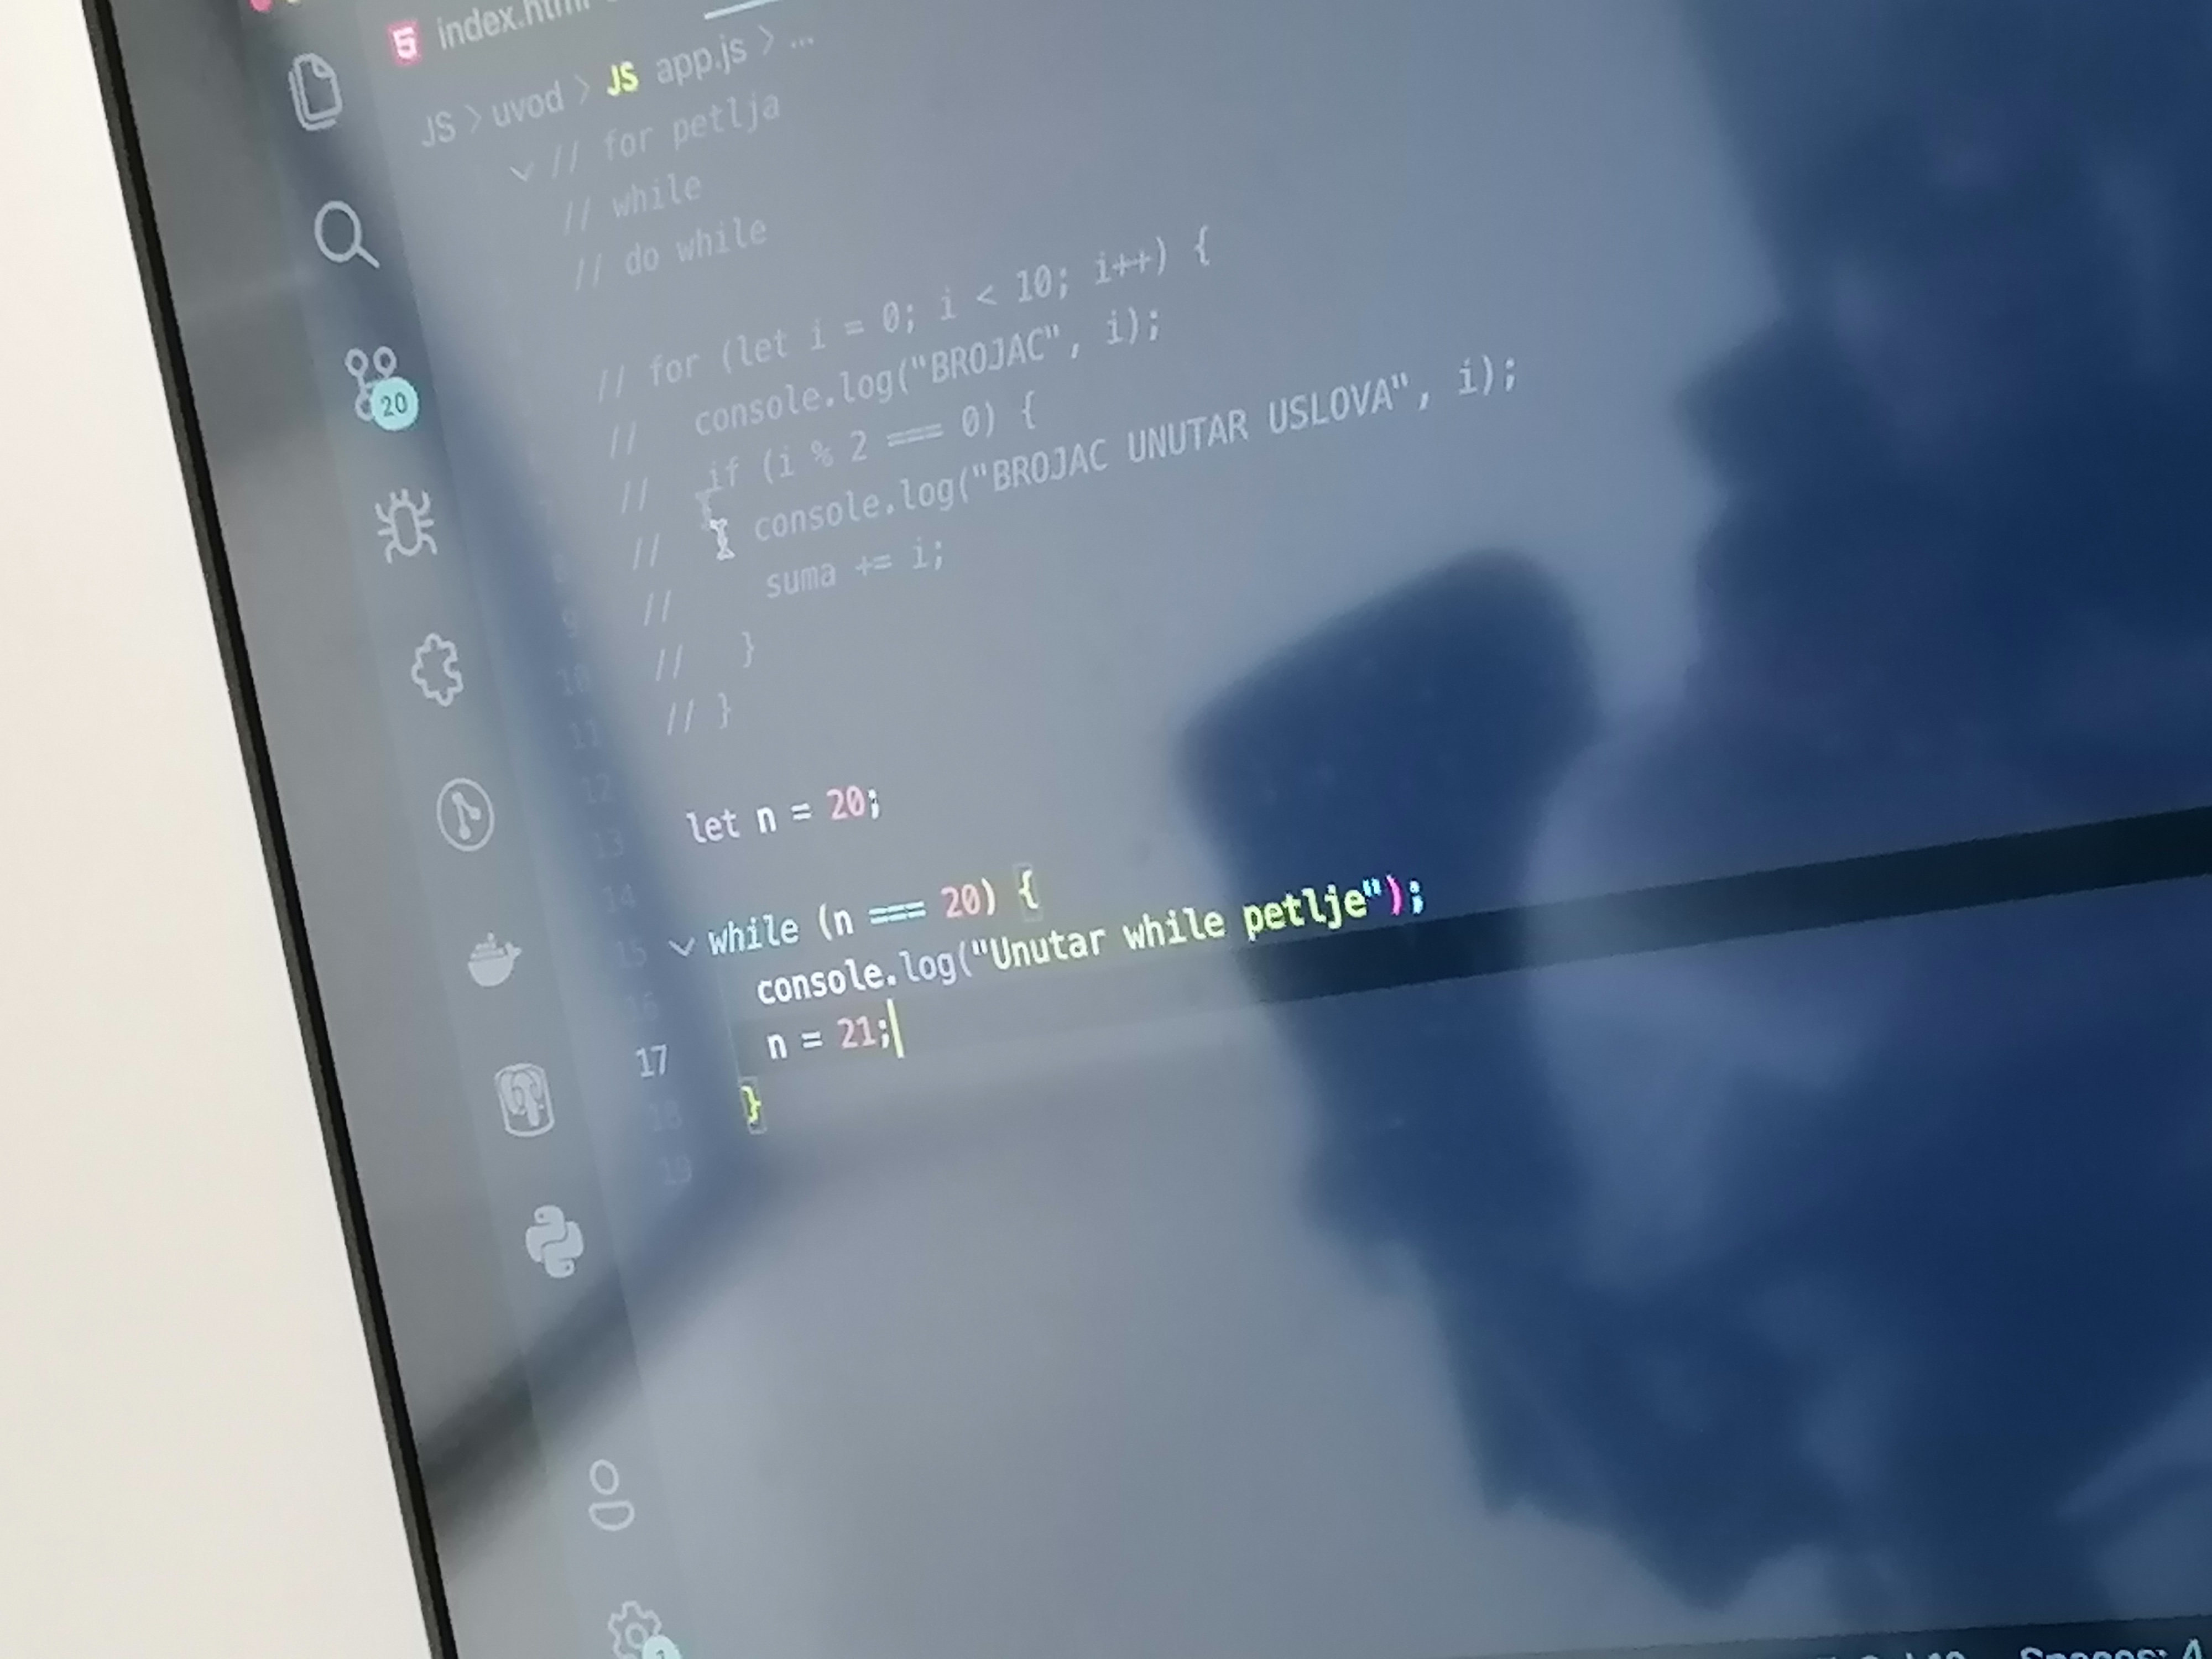 index.html
JS > uvod > JS app.js > ...
// for petlja
// while
// do while
// for (let i = 0; i < 10; i++) {
//   console.log("BROJAC", i);
//   if (i % 2 === 0) {
//     console.log("BROJAC UNUTAR USLOVA", i);
//     suma += i;
//   }
// }
let n = 20;
while (n === 20) {
console.log("Unutar while petlje");
n = 21;
}
9
10
11
12
13
14
15
16
17
18
19
20